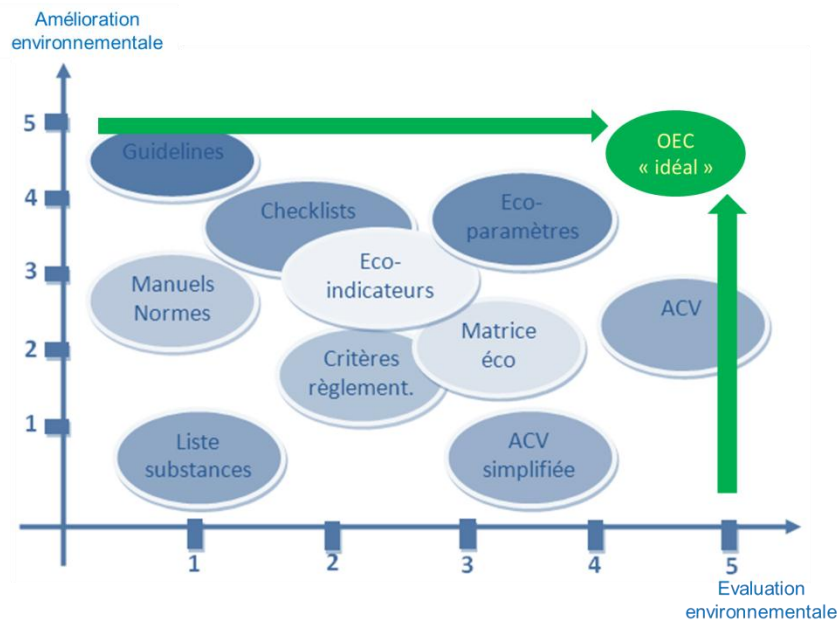 Amélioration
environnementale
5
Guidelines
OEC
« idéal »
4
Checklists
Eco-
paramètres
3
Eco-
indicateurs
Manuels
Normes
ACV
2
Matrice
éco
Critères
règlement.
1
Liste
substances
ACV
simplifiée
1
2
3
4
5
Evaluation
environnementale